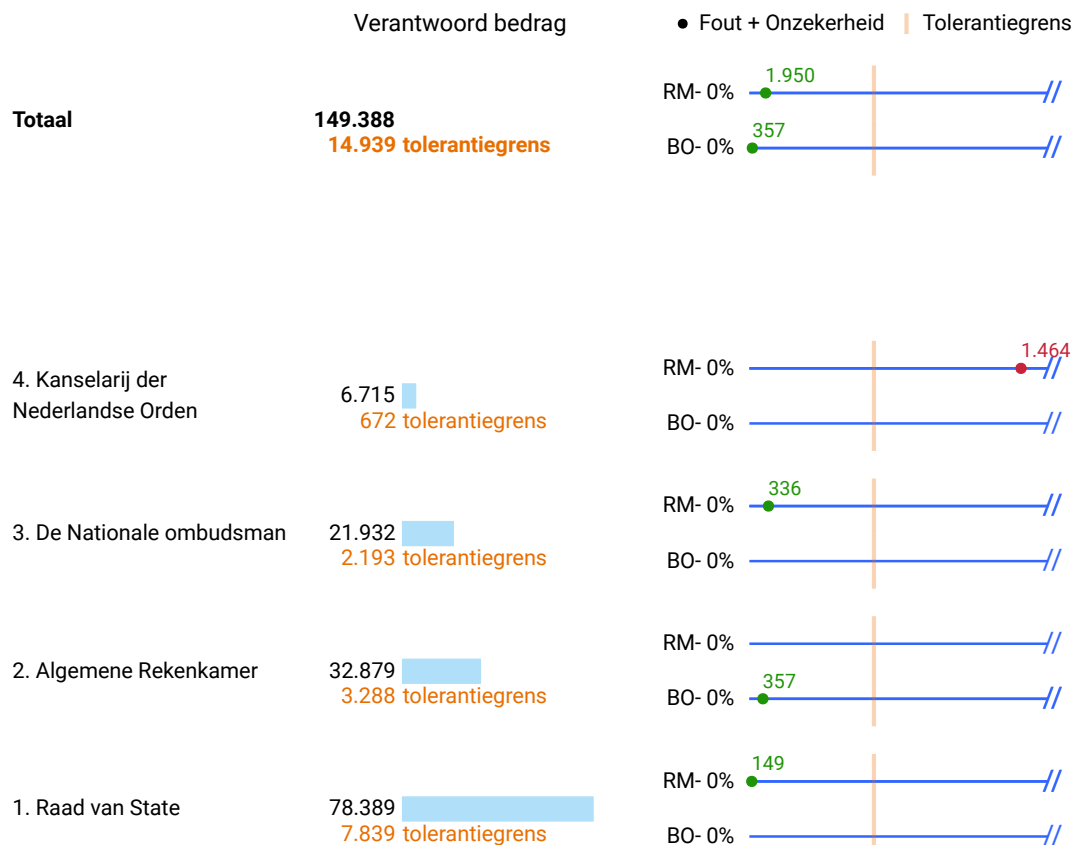 Verantwoord bedrag
Fout + Onzekerheid
Tolerantiegrens
Totaal
149.388
14.939 tolerantiegrens
RM- 0%
1.950
BO- 0%
357
4. Kanselarij der
Nederlandse Orden
6.715
672 tolerantiegrens
RM- 0%
1.464
BO- 0%
3. De Nationale ombudsman
21.932
2.193 tolerantiegrens
RM- 0%
336
BO- 0%
2. Algemene Rekenkamer
32.879
3.288 tolerantiegrens
RM- 0%
BO- 0%
357
1. Raad van State
78.389
7.839 tolerantiegrens
RM- 0%
149
BO- 0%